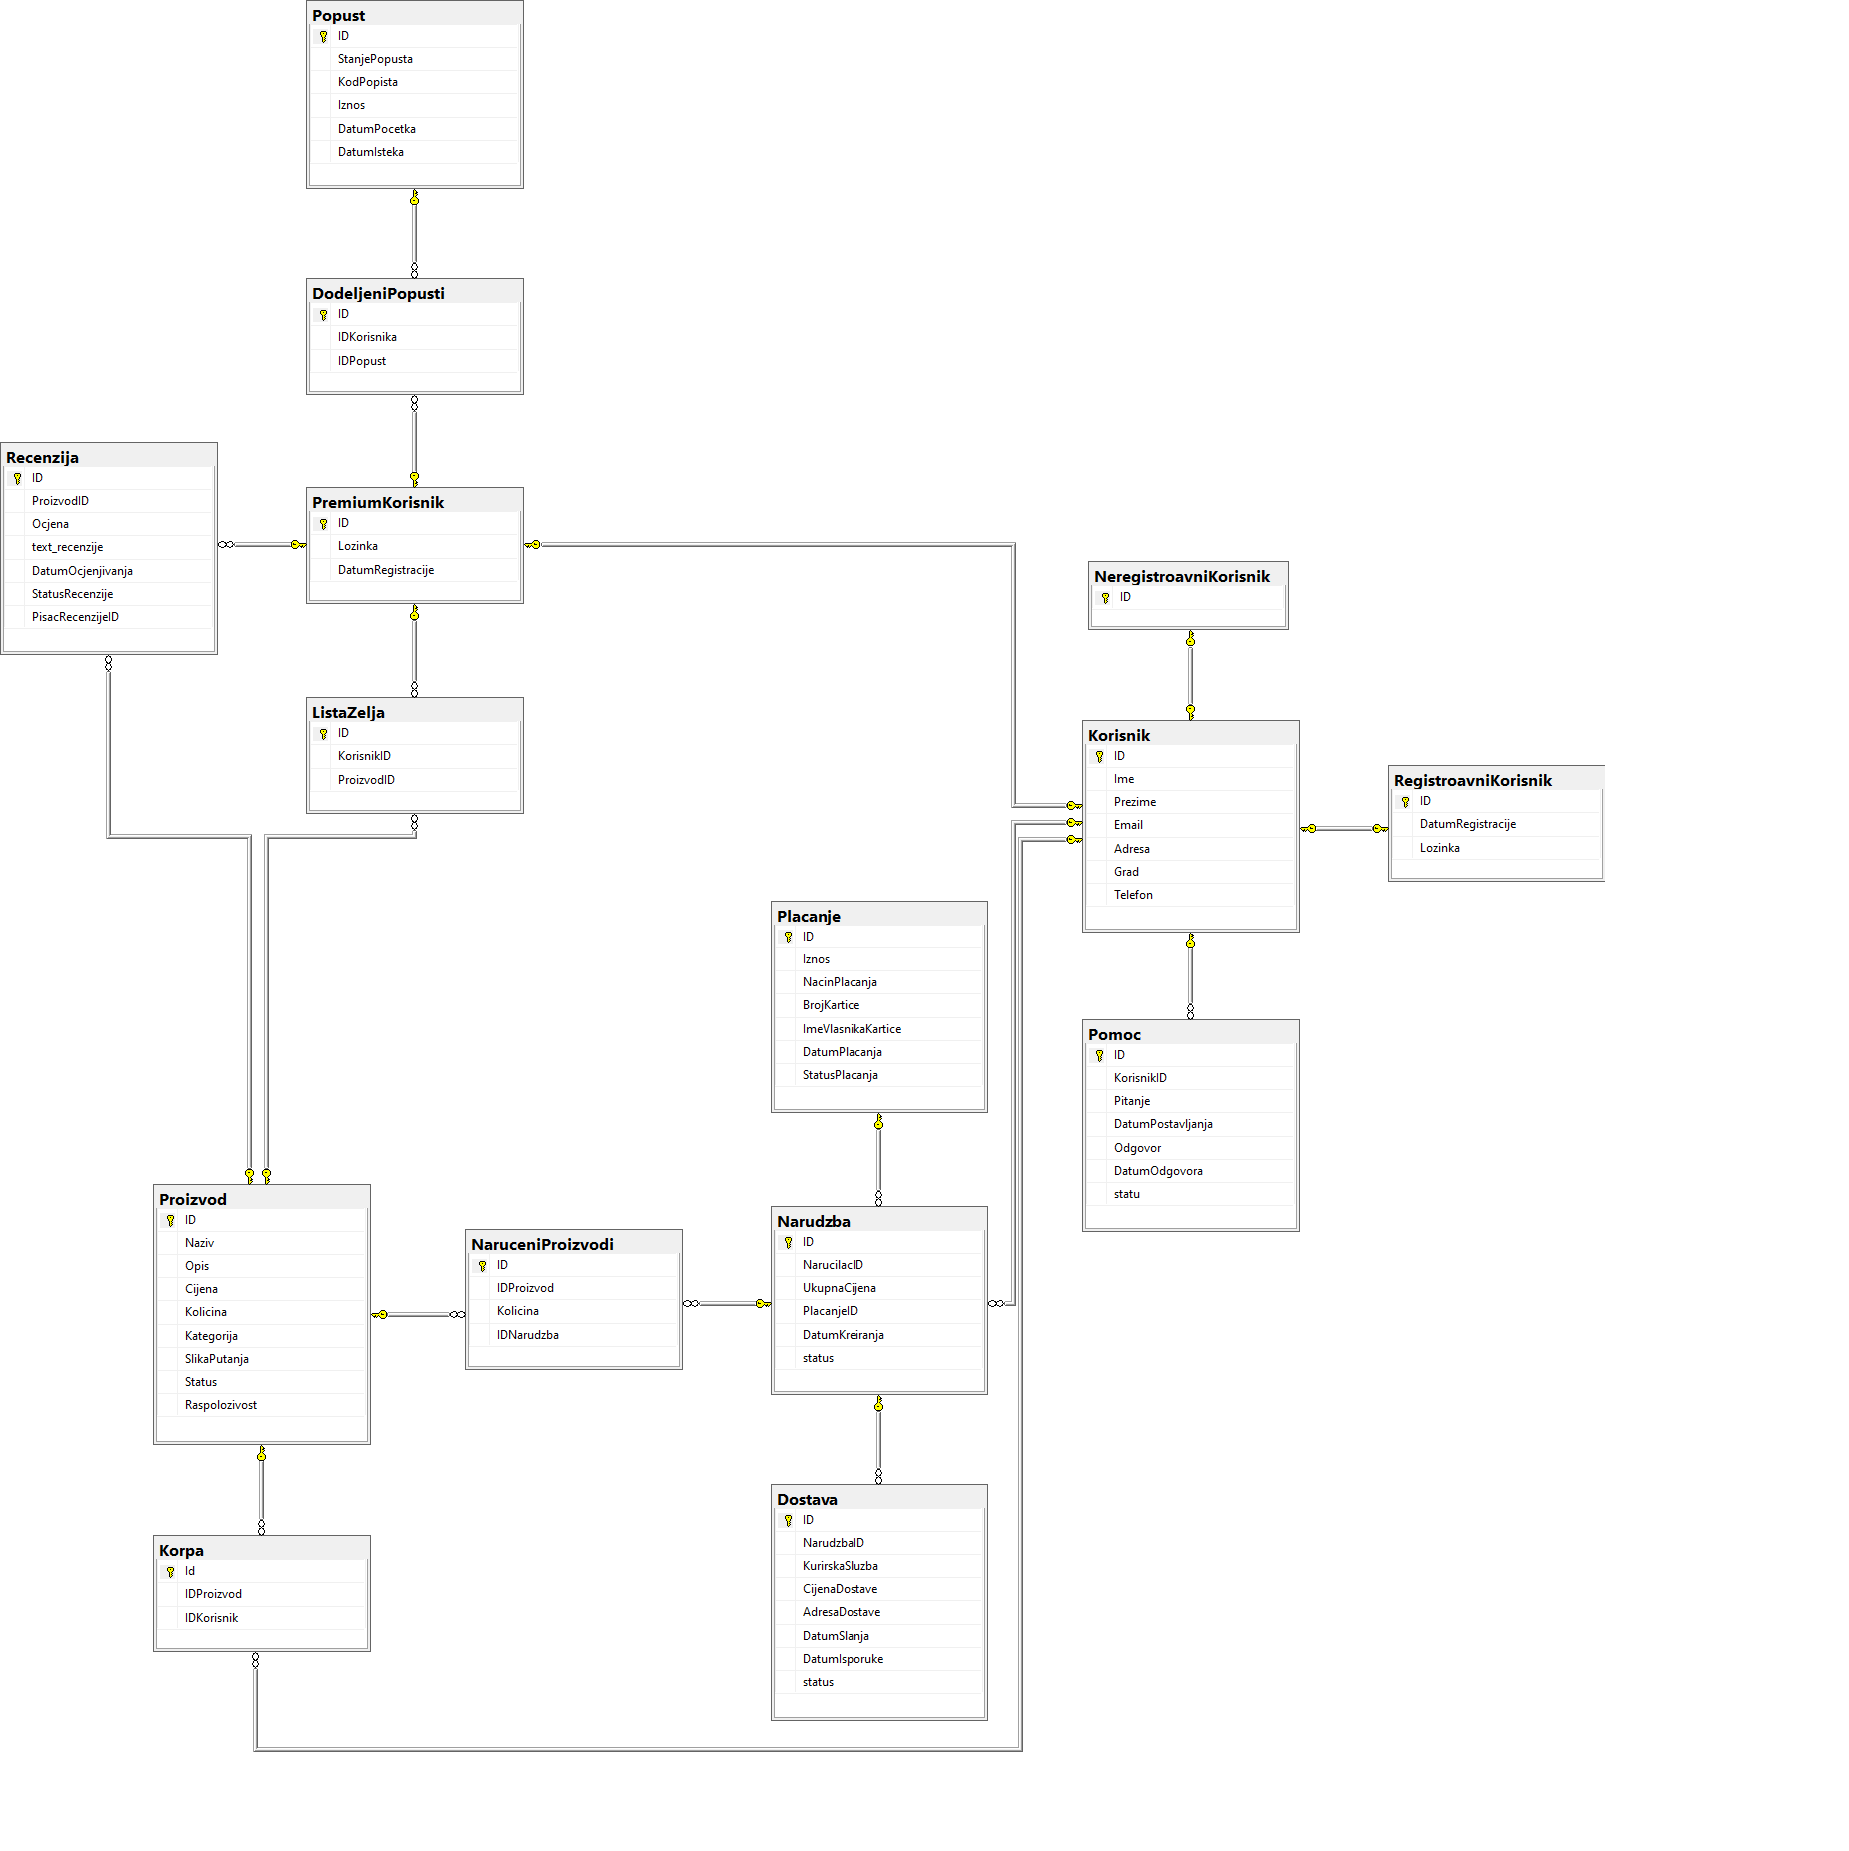 Popust
ID
StanjePopusta
KodPopista
Iznos
DatumPocetka
DatumIsteka
DodeljeniPopusti
ID
IDKorisnika
IDPopust
Recenzija
ID
ProizvodID
Ocjena
text_recenzije
DatumOcjenjivanja
StatusRecenzije
PisacRecenzijeID
PremiumKorisnik
ID
Lozinka
DatumRegistracije
ListaZelja
ID
KorisnikID
ProizvodID
NeregistroavniKorisnik
ID
Korisnik
ID
Ime
Prezime
Email
Adresa
Grad
Telefon
RegistroavniKorisnik
ID
DatumRegistracije
Lozinka
Placanje
ID
Iznos
NacinPlacanja
BrojKartice
ImeVlasnikaKartice
DatumPlacanja
StatusPlacanja
Pomoc
ID
KorisnikID
Pitanje
DatumPostavljanja
Odgovor
DatumOdgovora
statu
Proizvod
ID
Naziv
Opis
Cijena
Kolicina
Kategorija
SlikaPutanja
Status
Raspolozivost
NaruceniProizvodi
ID
IDProizvod
Kolicina
IDNarudzba
Narudzba
ID
NarucilacID
UkupnaCijena
PlacanjeID
DatumKreiranja
status
Korpa
Id
IDProizvod
IDKorisnik
Dostava
ID
NarudzbaID
KurirskaSluzba
CijenaDostave
AdresaDostave
DatumSlanja
DatumIsporuke
status